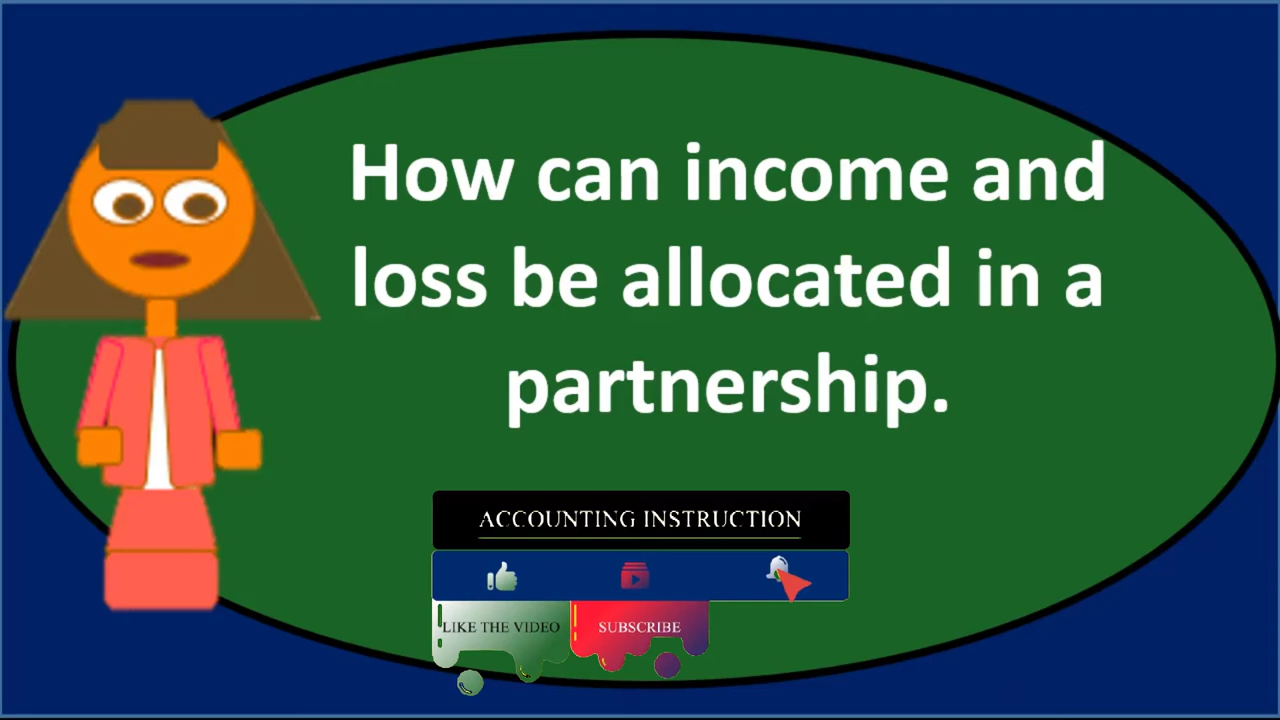 How can income and
loss be allocated in a
partnership.
ACCOUNTING INSTRUCTION
LIKE THE VIDEO
SUBSCRIBE